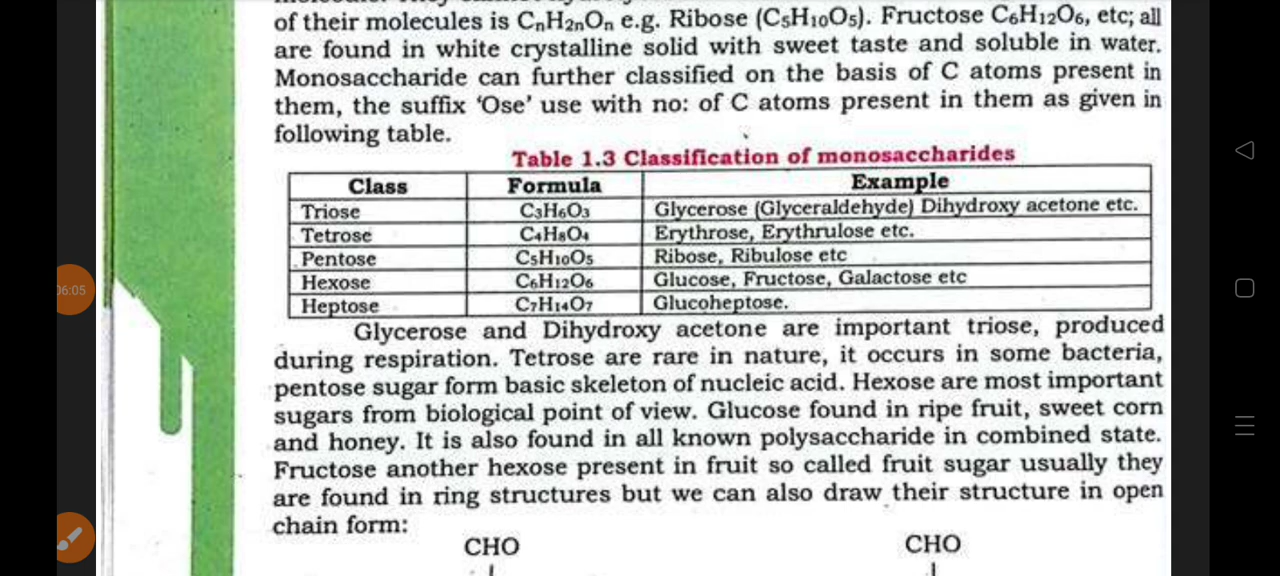 of their molecules is CₙH₂ₙOₙ e.g. Ribose (C₅H₁₀O₅). Fructose C₆H₁₂O₆, etc; all
are found in white crystalline solid with sweet taste and soluble in water.
Monosaccharide can further classified on the basis of C atoms present in
them, the suffix ‘Ose’ use with no: of C atoms present in them as given in
following table.
Table 1.3 Classification of monosaccharides
Class Formula Example
Triose C₃H₆O₃ Glycerose (Glyceraldehyde) Dihydroxy acetone etc.
Tetrose C₄H₈O₄ Erythrose, Erythrulose etc.
Pentose C₅H₁₀O₅ Ribose, Ribulose etc
Hexose C₆H₁₂O₆ Glucose, Fructose, Galactose etc
Heptose C₇H₁₄O₇ Glucoheptose.
Glycerose and Dihydroxy acetone are important triose, produced
during respiration. Tetrose are rare in nature, it occurs in some bacteria,
pentose sugar form basic skeleton of nucleic acid. Hexose are most important
sugars from biological point of view. Glucose found in ripe fruit, sweet corn
and honey. It is also found in all known polysaccharide in combined state.
Fructose another hexose present in fruit so called fruit sugar usually they
are found in ring structures but we can also draw their structure in open
chain form:
CHO CHO
06:05